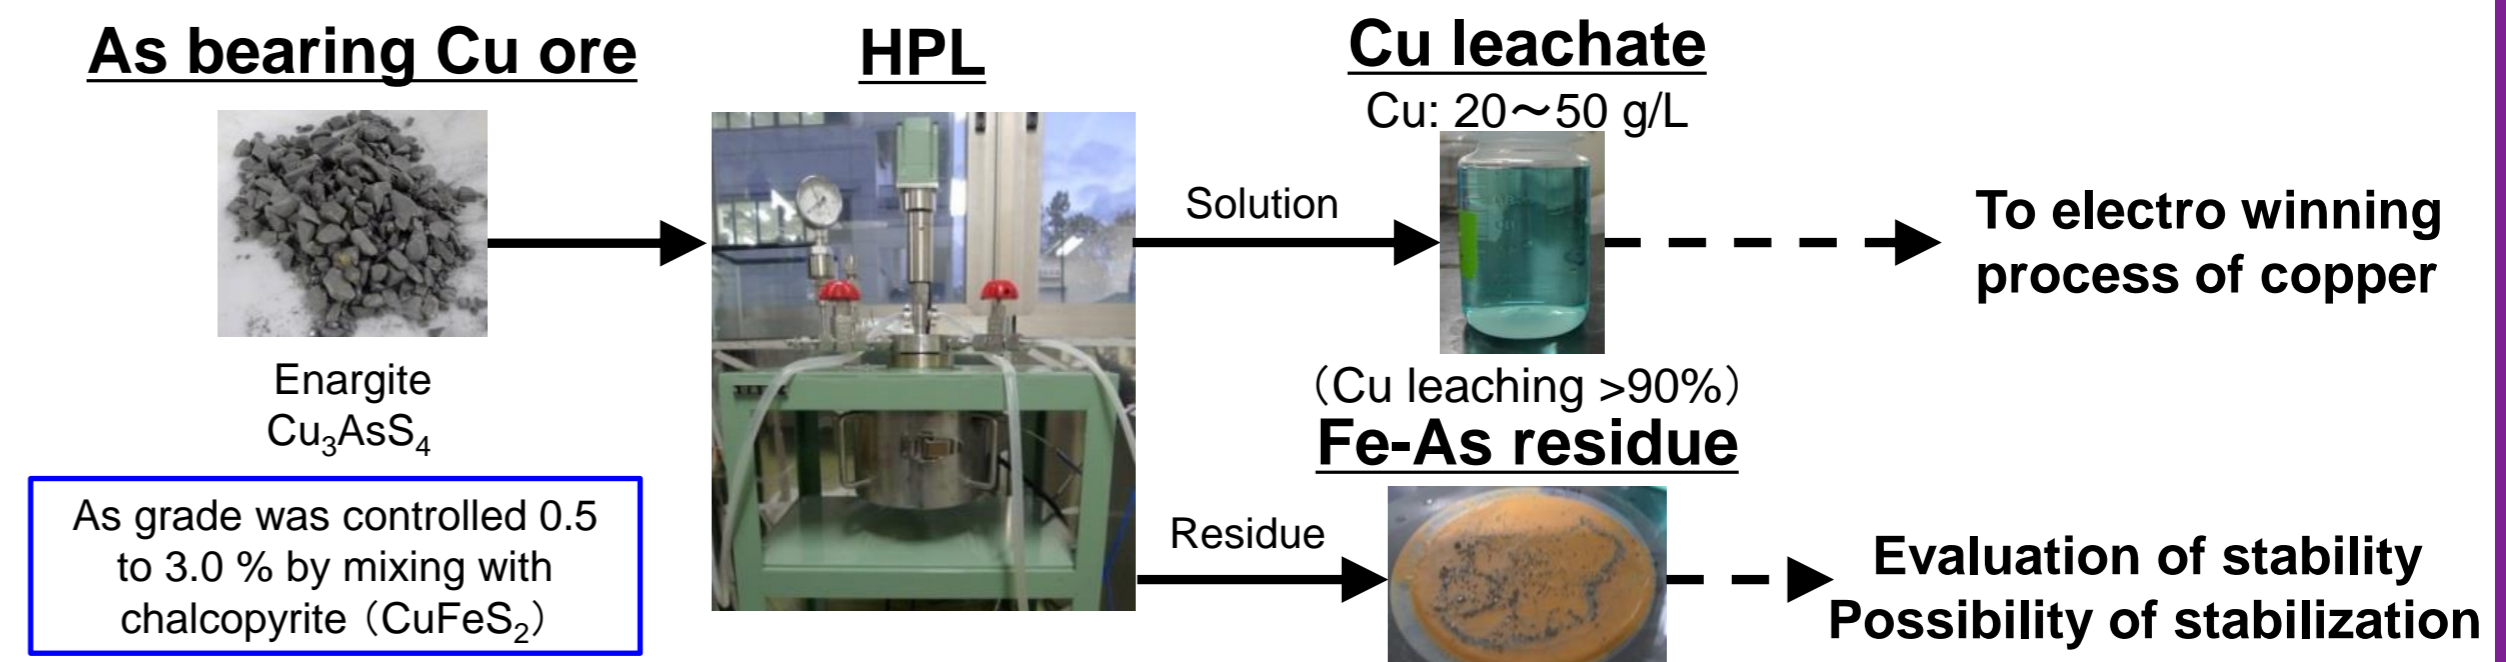 As bearing Cu ore
Enargite
Cu₃AsS₄
As grade was controlled 0.5
to 3.0 % by mixing with
chalcopyrite（CuFeS₂）
HPL
Solution
Residue
Cu leachate
Cu: 20～50 g/L
（Cu leaching >90%）
Fe-As residue
To electro winning
process of copper
Evaluation of stability
Possibility of stabilization